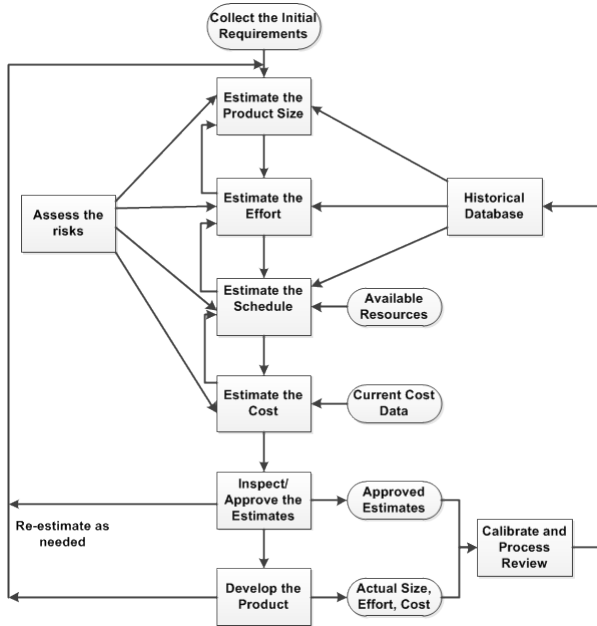 Collect the Initial
Requirements
Estimate the
Product Size
Estimate the
Effort
Assess the
risks
Historical
Database
Estimate the
Schedule
Available
Resources
Estimate the
Cost
Current Cost
Data
Inspect/
Approve the
Estimates
Approved
Estimates
Re-estimate as
needed
Calibrate and
Process
Review
Develop the
Product
Actual Size,
Effort, Cost